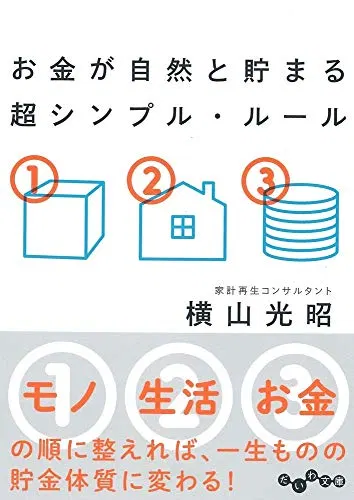 お金が自然と貯まる
超シンプル・ルール
1 2 3
家計再生コンサルタント
横山光昭
1 2 3
モノ 生活 お金
の順に整えれば、一生ものの
貯金体質に変わる!
だいわ文庫